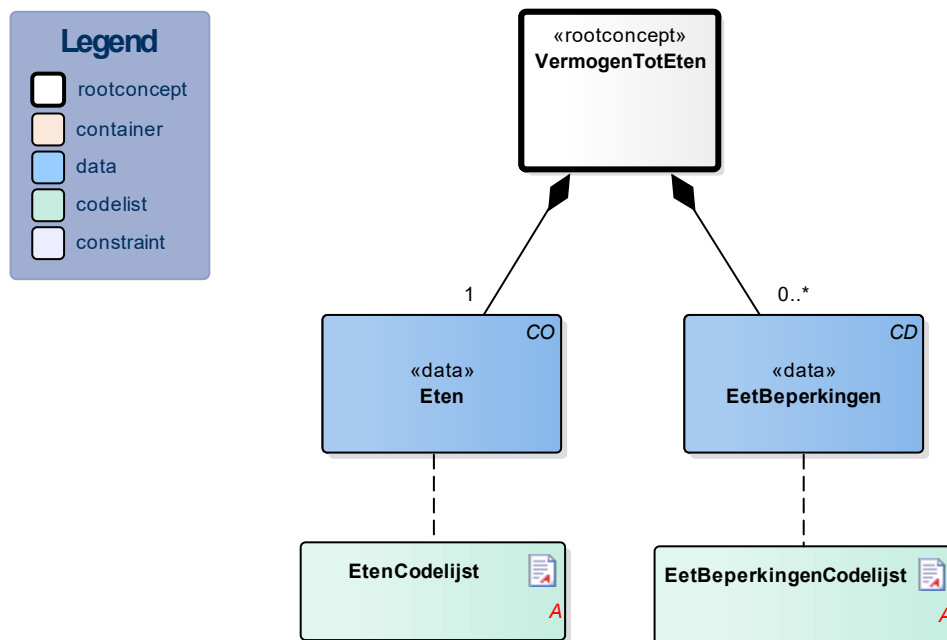 Legend
rootconcept
container
data
codelist
constraint
«rootconcept»
VermogenTotEten
1
0..*
CO
«data»
Eten
CD
«data»
EetBeperkingen
EtenCodelijst
A
EetBeperkingenCodelijst
A